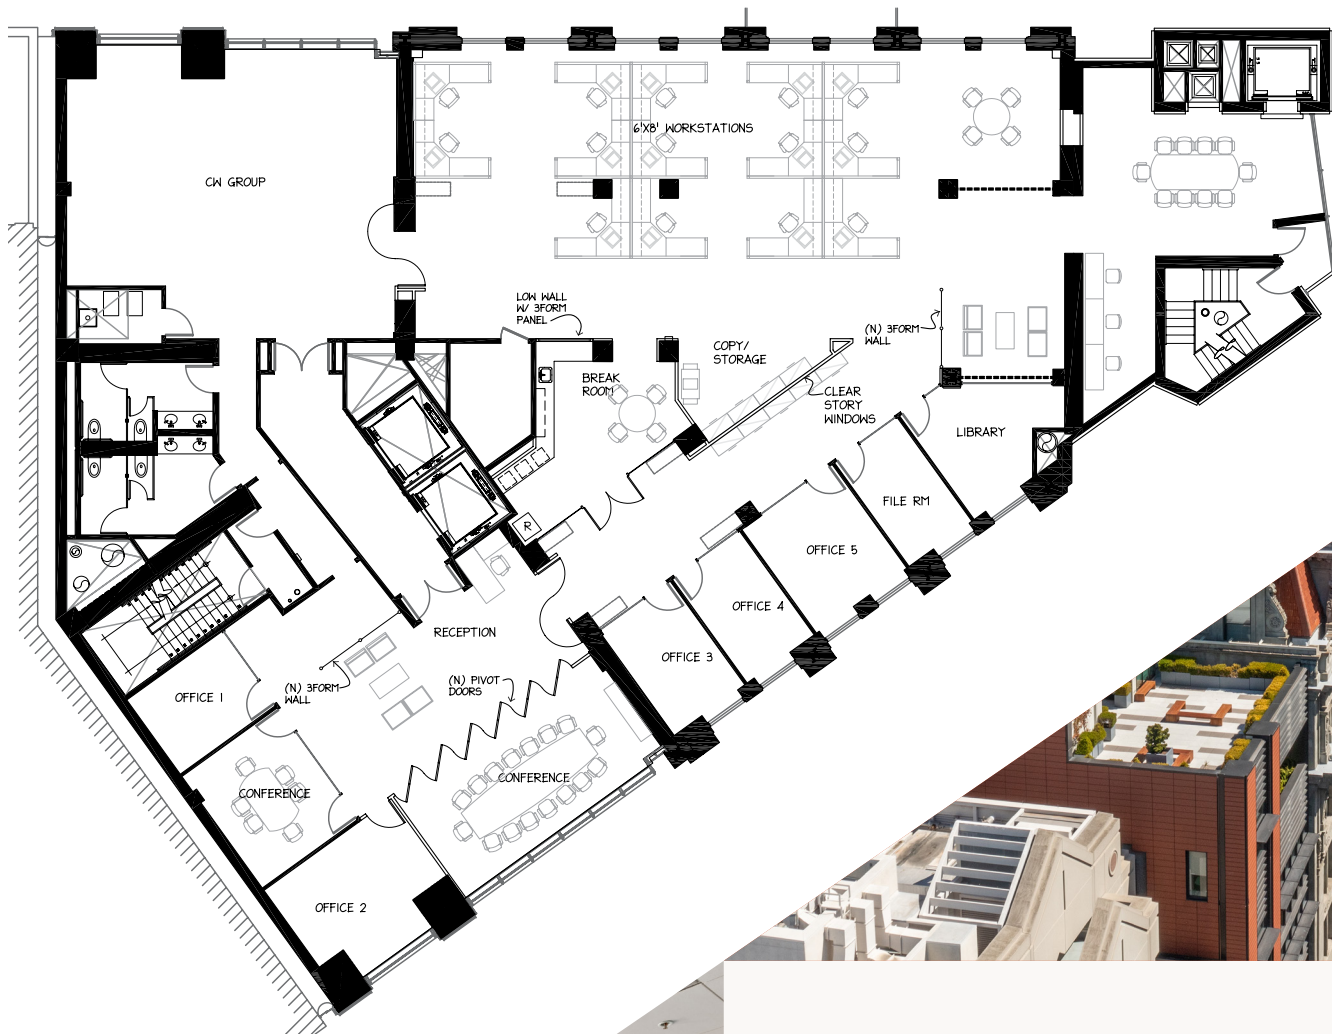 6'X8' WORKSTATIONS
CW GROUP
LOW WALL
W/ 3FORM
PANEL
(N) 3FORM
WALL
COPY/
STORAGE
BREAK
ROOM
CLEAR
STORY
WINDOWS
LIBRARY
FILE RM
R
OFFICE 5
OFFICE 4
RECEPTION
OFFICE 3
(N) PIVOT
DOORS
(N) 3FORM
WALL
OFFICE 1
CONFERENCE
CONFERENCE
OFFICE 2